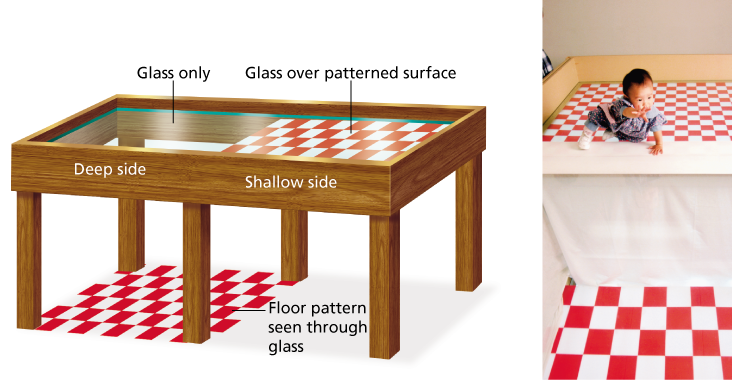 Glass only
Glass over patterned surface
Deep side
Shallow side
Floor pattern
seen through
glass